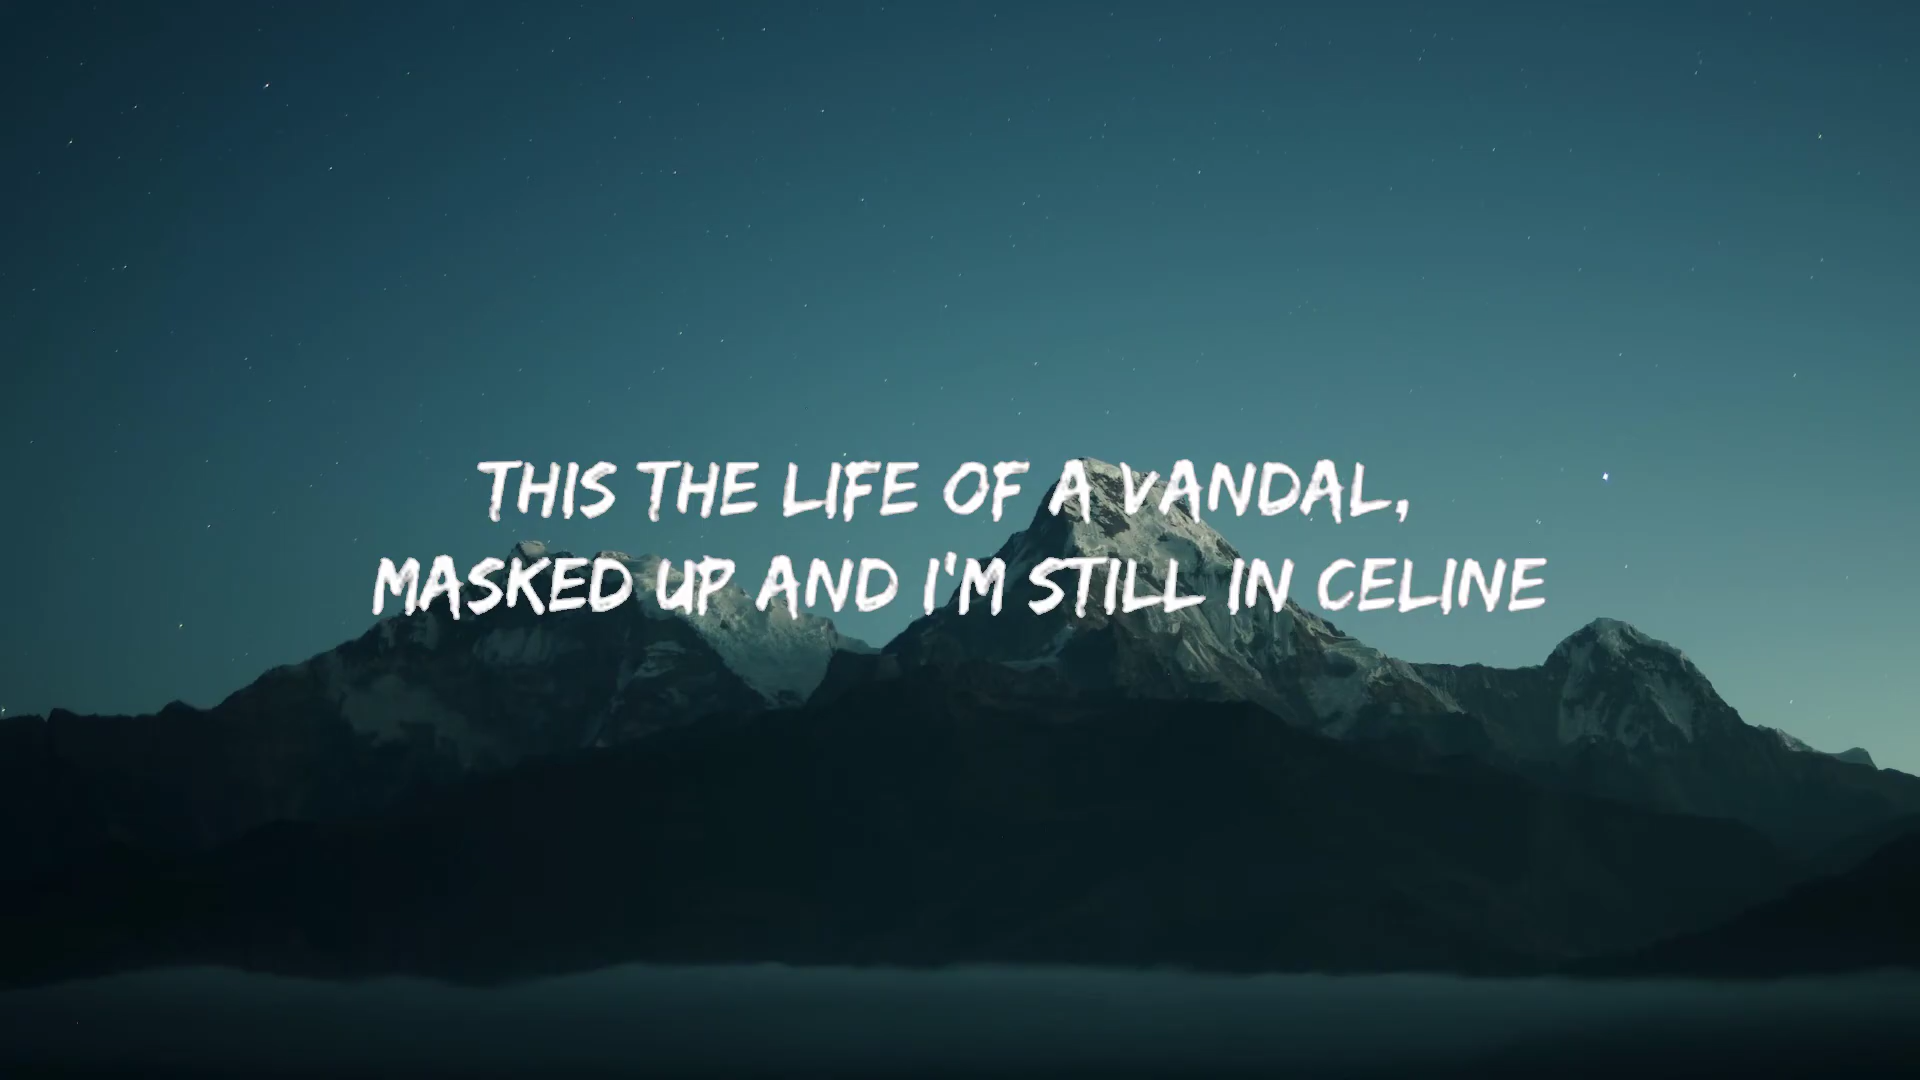 THIS THE LIFE OF A VANDAL,
MASKED UP AND I'M STILL IN CELINE